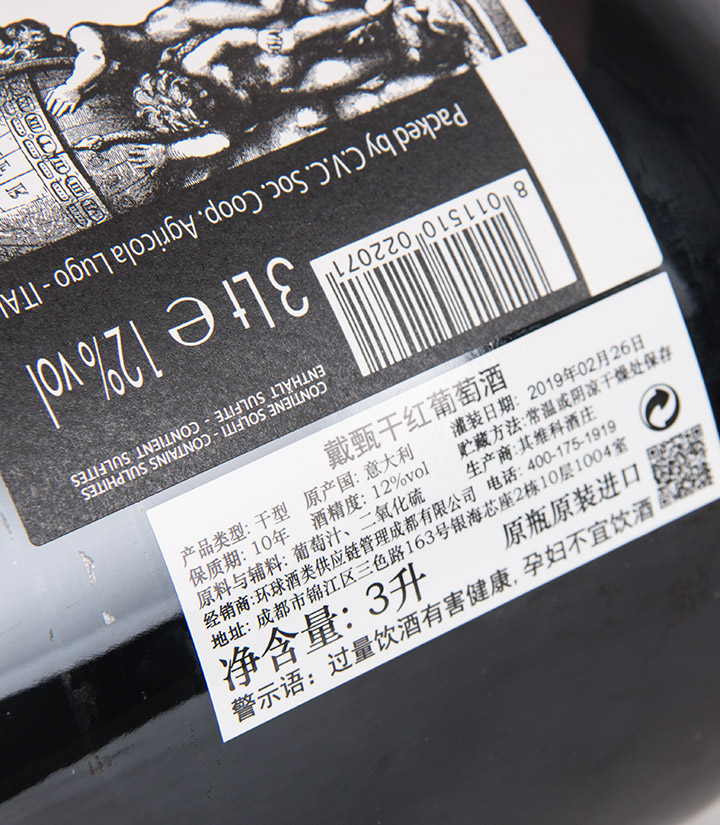 Packed by C.V.C. Soc. Coop. Agricola Lugo - ITAL
8 011510 022071
3 Lt e 12%vol
CONTIENE SOLFITI - CONTAINS SULPHITES
ENTHÄLT SULFITE - CONTIENT SULFITES
戴甄干红葡萄酒
产品类型: 干型 原产国: 意大利 灌装日期: 2019年02月26日
保质期: 10年 酒精度: 12%vol 贮藏方法: 常温或阴凉干燥处保存
原料与辅料: 葡萄汁、二氧化硫 生产商: 其维科酒庄
经销商: 环球酒类供应链管理成都有限公司 电话: 400-175-1919
地址: 成都市锦江区三色路163号银海芯座2栋10层1004室
净含量: 3升 原瓶原装进口
警示语: 过量饮酒有害健康, 孕妇不宜饮酒